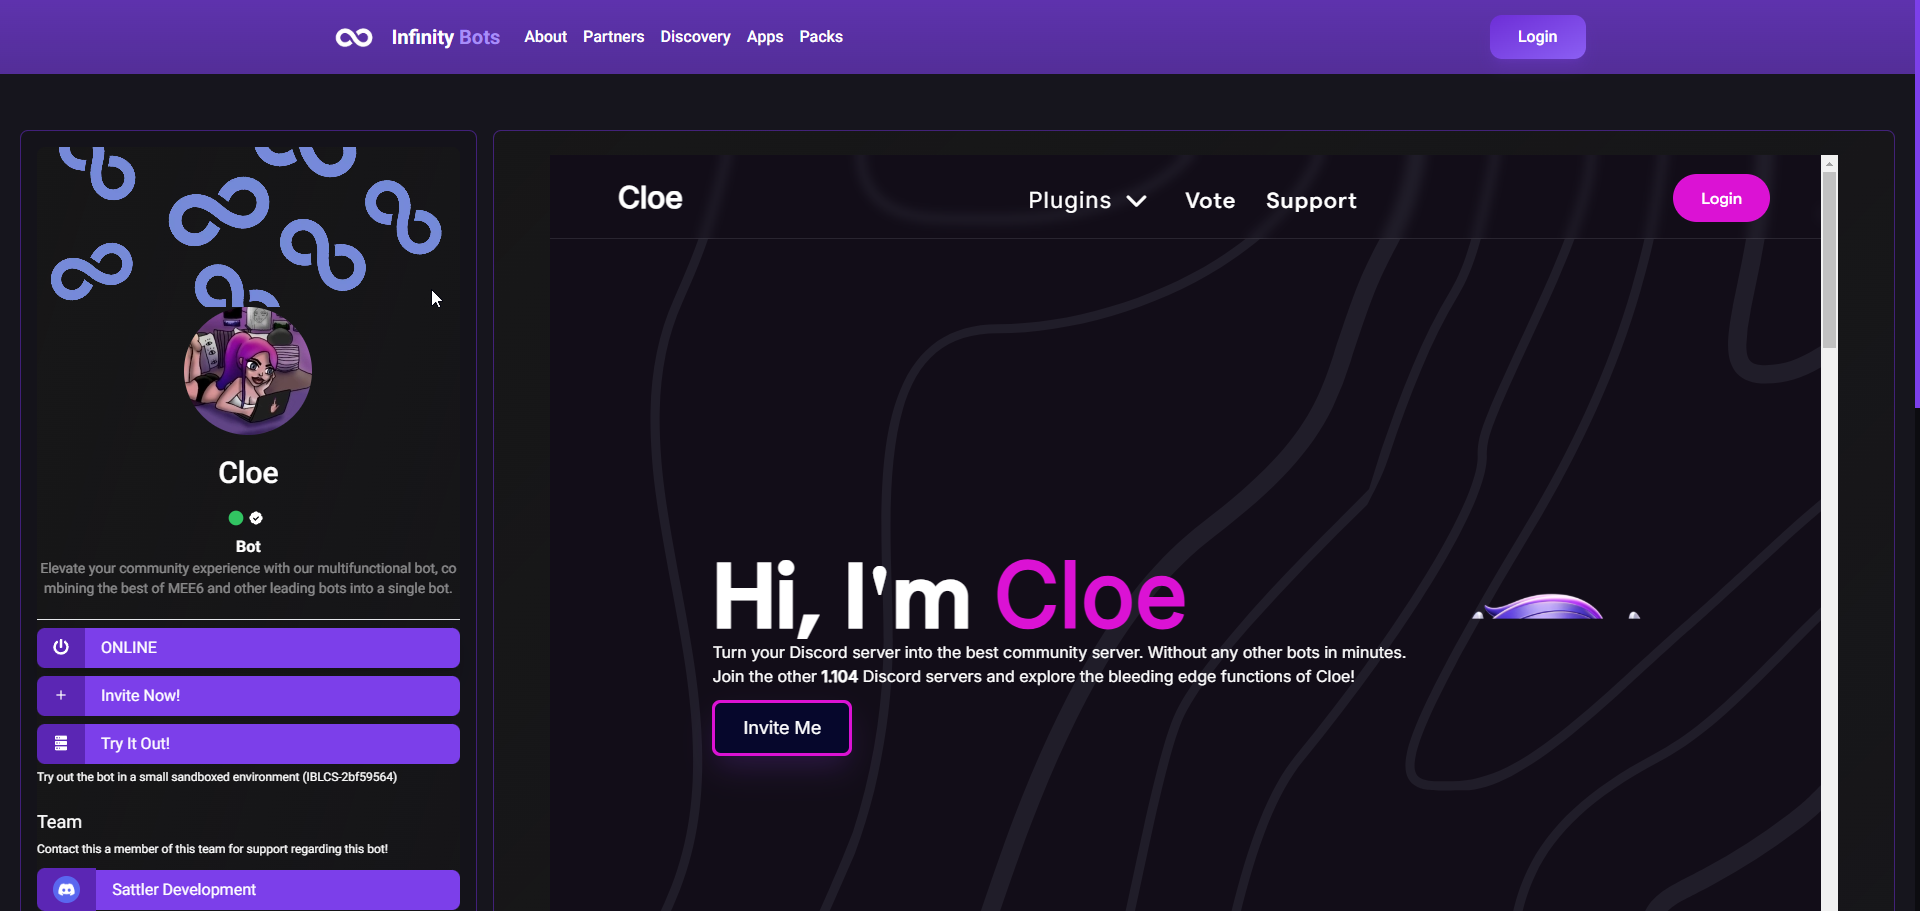 Infinity Bots About Partners Discovery Apps Packs Login
Cloe
Bot
Elevate your community experience with our multifunctional bot, co
mbining the best of MEE6 and other leading bots into a single bot.
ONLINE
Invite Now!
Try It Out!
Try out the bot in a small sandboxed environment (IBLCS-2bf59564)
Team
Contact this a member of this team for support regarding this bot!
Sattler Development
Cloe Plugins Vote Support Login
Hi, I'm Cloe
Turn your Discord server into the best community server. Without any other bots in minutes.
Join the other 1.104 Discord servers and explore the bleeding edge functions of Cloe!
Invite Me